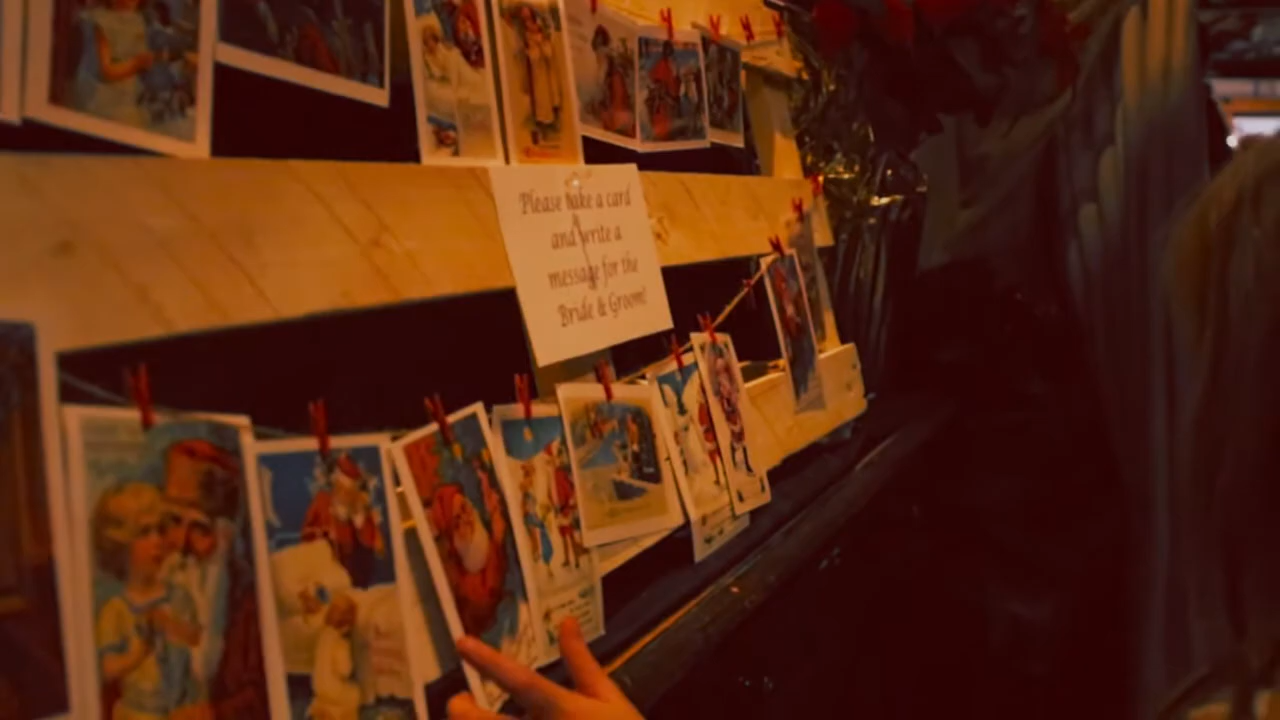 Please take a card
and write a
message for the
Bride & Groom!